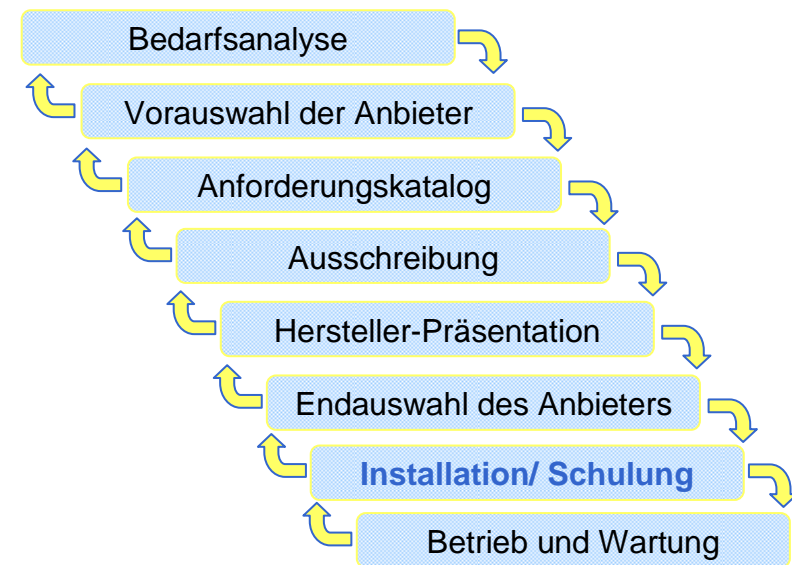 Bedarfsanalyse
Vorauswahl der Anbieter
Anforderungskatalog
Ausschreibung
Hersteller-Präsentation
Endauswahl des Anbieters
Installation/ Schulung
Betrieb und Wartung